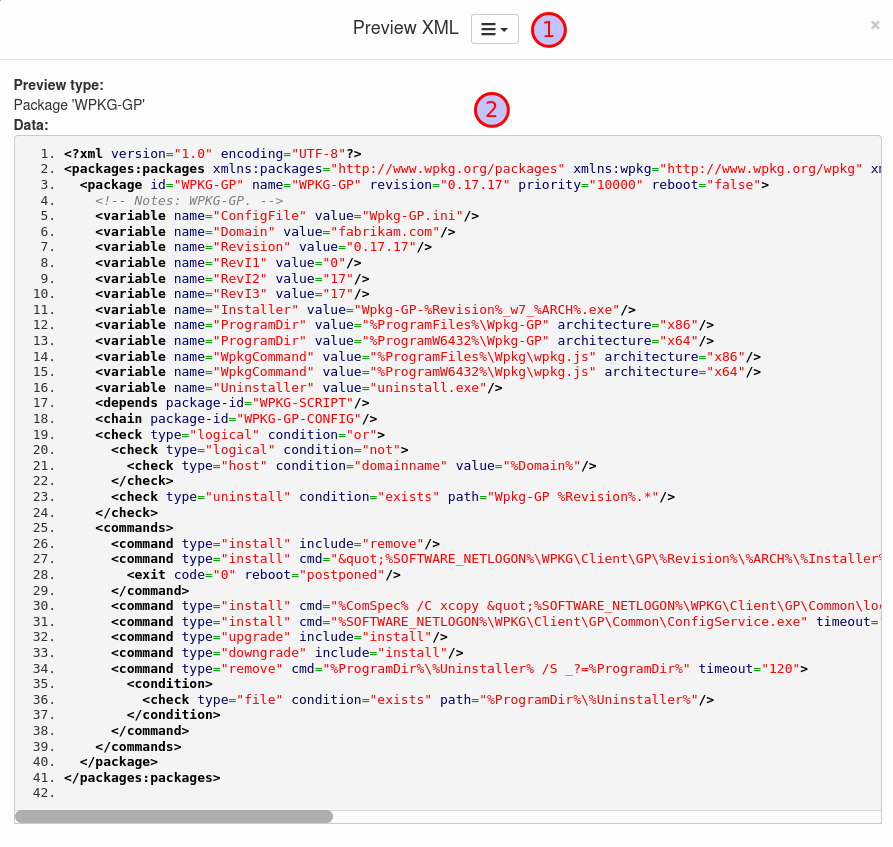 Preview XML
1
×
Preview type:
Package 'WPKG-GP'
2
Data:
1. <?xml version="1.0" encoding="UTF-8"?>
2. <packages:packages xmlns:packages="http://www.wpkg.org/packages" xmlns:wpkg="http://www.wpkg.org/wpkg"
3. <package id="WPKG-GP" name="WPKG-GP" revision="0.17.17" priority="10000" reboot="false">
4. <!-- Notes: WPKG-GP. -->
5. <variable name="ConfigFile" value="Wpkg-GP.ini"/>
6. <variable name="Domain" value="fabrikam.com"/>
7. <variable name="Revision" value="0.17.17"/>
8. <variable name="RevI1" value="0"/>
9. <variable name="RevI2" value="17"/>
10. <variable name="RevI3" value="17"/>
11. <variable name="Installer" value="Wpkg-GP-%Revision%_w7_%ARCH%.exe"/>
12. <variable name="ProgramDir" value="%ProgramFiles%\Wpkg-GP" architecture="x86"/>
13. <variable name="ProgramDir" value="%ProgramW6432%\Wpkg-GP" architecture="x64"/>
14. <variable name="WpkgCommand" value="%ProgramFiles%\Wpkg\wpkg.js" architecture="x86"/>
15. <variable name="WpkgCommand" value="%ProgramW6432%\Wpkg\wpkg.js" architecture="x64"/>
16. <variable name="Uninstaller" value="uninstall.exe"/>
17. <depends package-id="WPKG-SCRIPT"/>
18. <chain package-id="WPKG-GP-CONFIG"/>
19. <check type="logical" condition="or">
20. <check type="logical" condition="not">
21. <check type="host" condition="domainname" value="%Domain%"/>
22. </check>
23. <check type="uninstall" condition="exists" path="Wpkg-GP %Revision%.*"/>
24. </check>
25. <commands>
26. <command type="install" include="remove"/>
27. <command type="install" cmd="&quot;%SOFTWARE_NETLOGON%\WPKG\Client\GP\%Revision%\%ARCH%\%Installer%
28. <exit code="0" reboot="postponed"/>
29. </command>
30. <command type="install" cmd="%ComSpec% /C xcopy &quot;%SOFTWARE_NETLOGON%\WPKG\Client\GP\Common\lo
31. <command type="install" cmd="%SOFTWARE_NETLOGON%\WPKG\Client\GP\Common\ConfigService.exe" timeout=
32. <command type="upgrade" include="install"/>
33. <command type="downgrade" include="install"/>
34. <command type="remove" cmd="%ProgramDir%\%Uninstaller% /S _?=%ProgramDir%" timeout="120">
35. <condition>
36. <check type="file" condition="exists" path="%ProgramDir%\%Uninstaller%"/>
37. </condition>
38. </command>
39. </commands>
40. </package>
41. </packages:packages>
42.